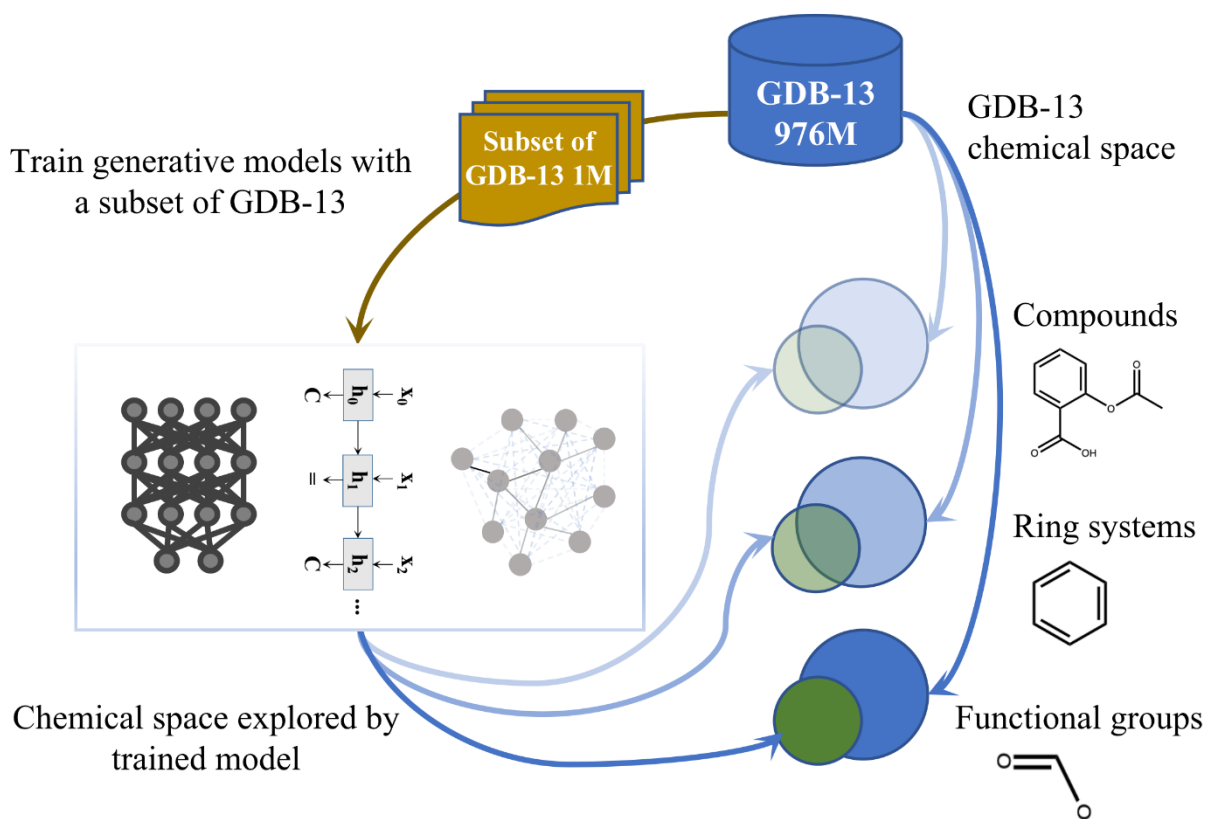 GDB-13
976M
Subset of
GDB-13 1M
GDB-13
chemical space
Train generative models with
a subset of GDB-13
Compounds
O
O
O
OH
C
h₀
x₀
=
h₁
x₁
C
h₂
x₂
...
Ring systems
Chemical space explored by
trained model
Functional groups
O
O